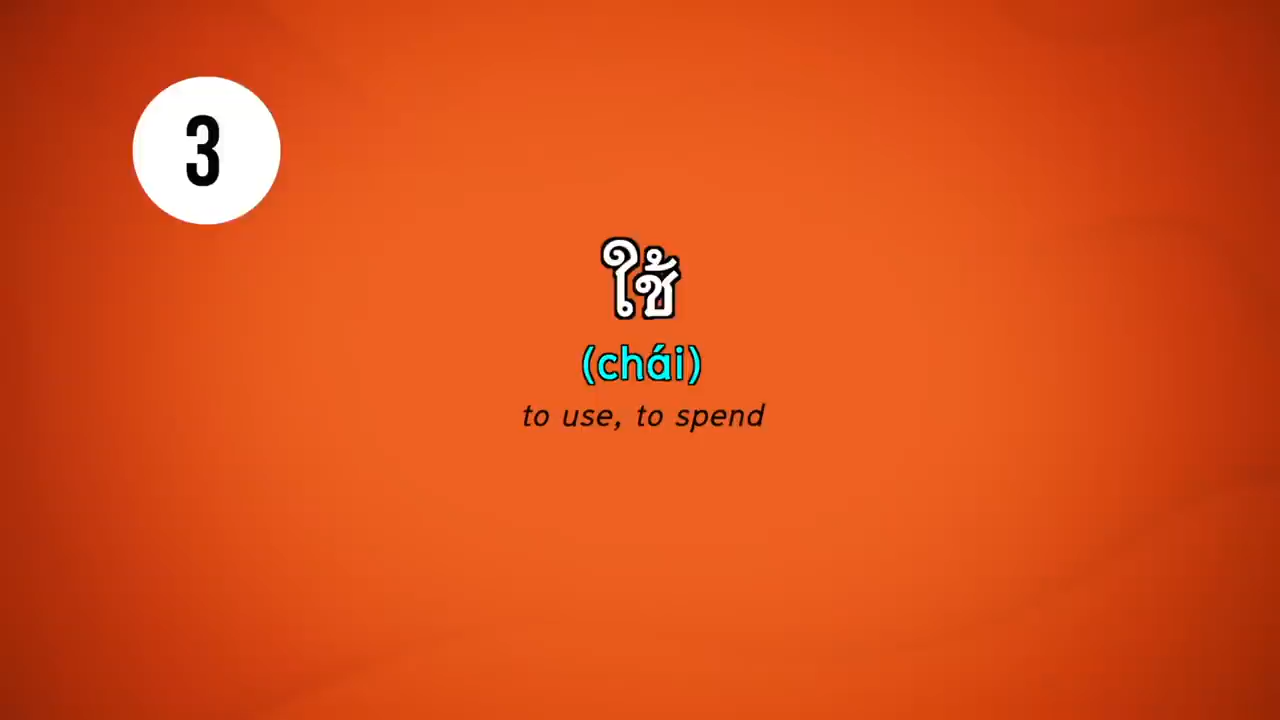 3
ใช้
(chái)
to use, to spend